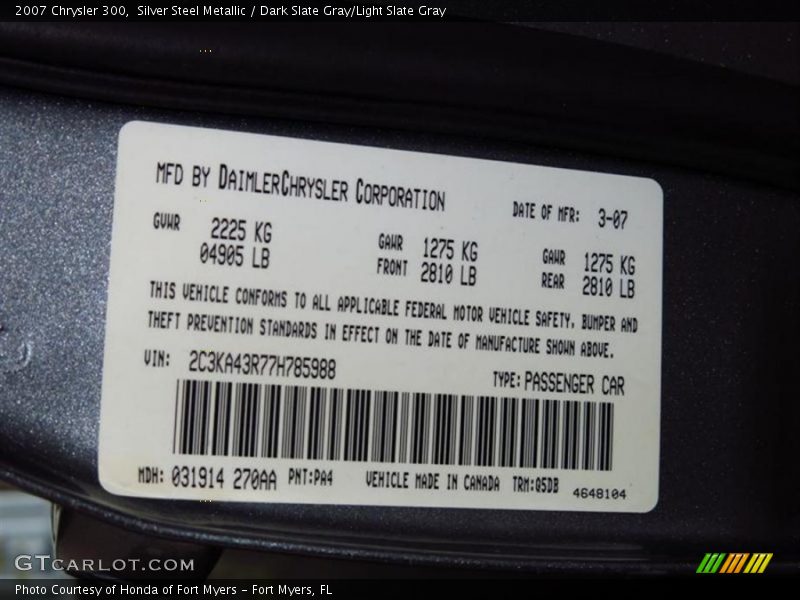 2007 Chrysler 300, Silver Steel Metallic / Dark Slate Gray/Light Slate Gray
MFD BY DAIMLERCHRYSLER CORPORATION
DATE OF MFR: 3-07
GVWR 2225 KG
04905 LB
GAWR 1275 KG
FRONT 2810 LB
GAWR 1275 KG
REAR 2810 LB
THIS VEHICLE CONFORMS TO ALL APPLICABLE FEDERAL MOTOR VEHICLE SAFETY, BUMPER AND
THEFT PREVENTION STANDARDS IN EFFECT ON THE DATE OF MANUFACTURE SHOWN ABOVE.
VIN: 2C3KA43R77H785988
TYPE: PASSENGER CAR
MDH: 031914 270AA PNT:PA4 VEHICLE MADE IN CANADA TRM:Q5DB
4648104
GTCARLOT.COM
Photo Courtesy of Honda of Fort Myers - Fort Myers, FL